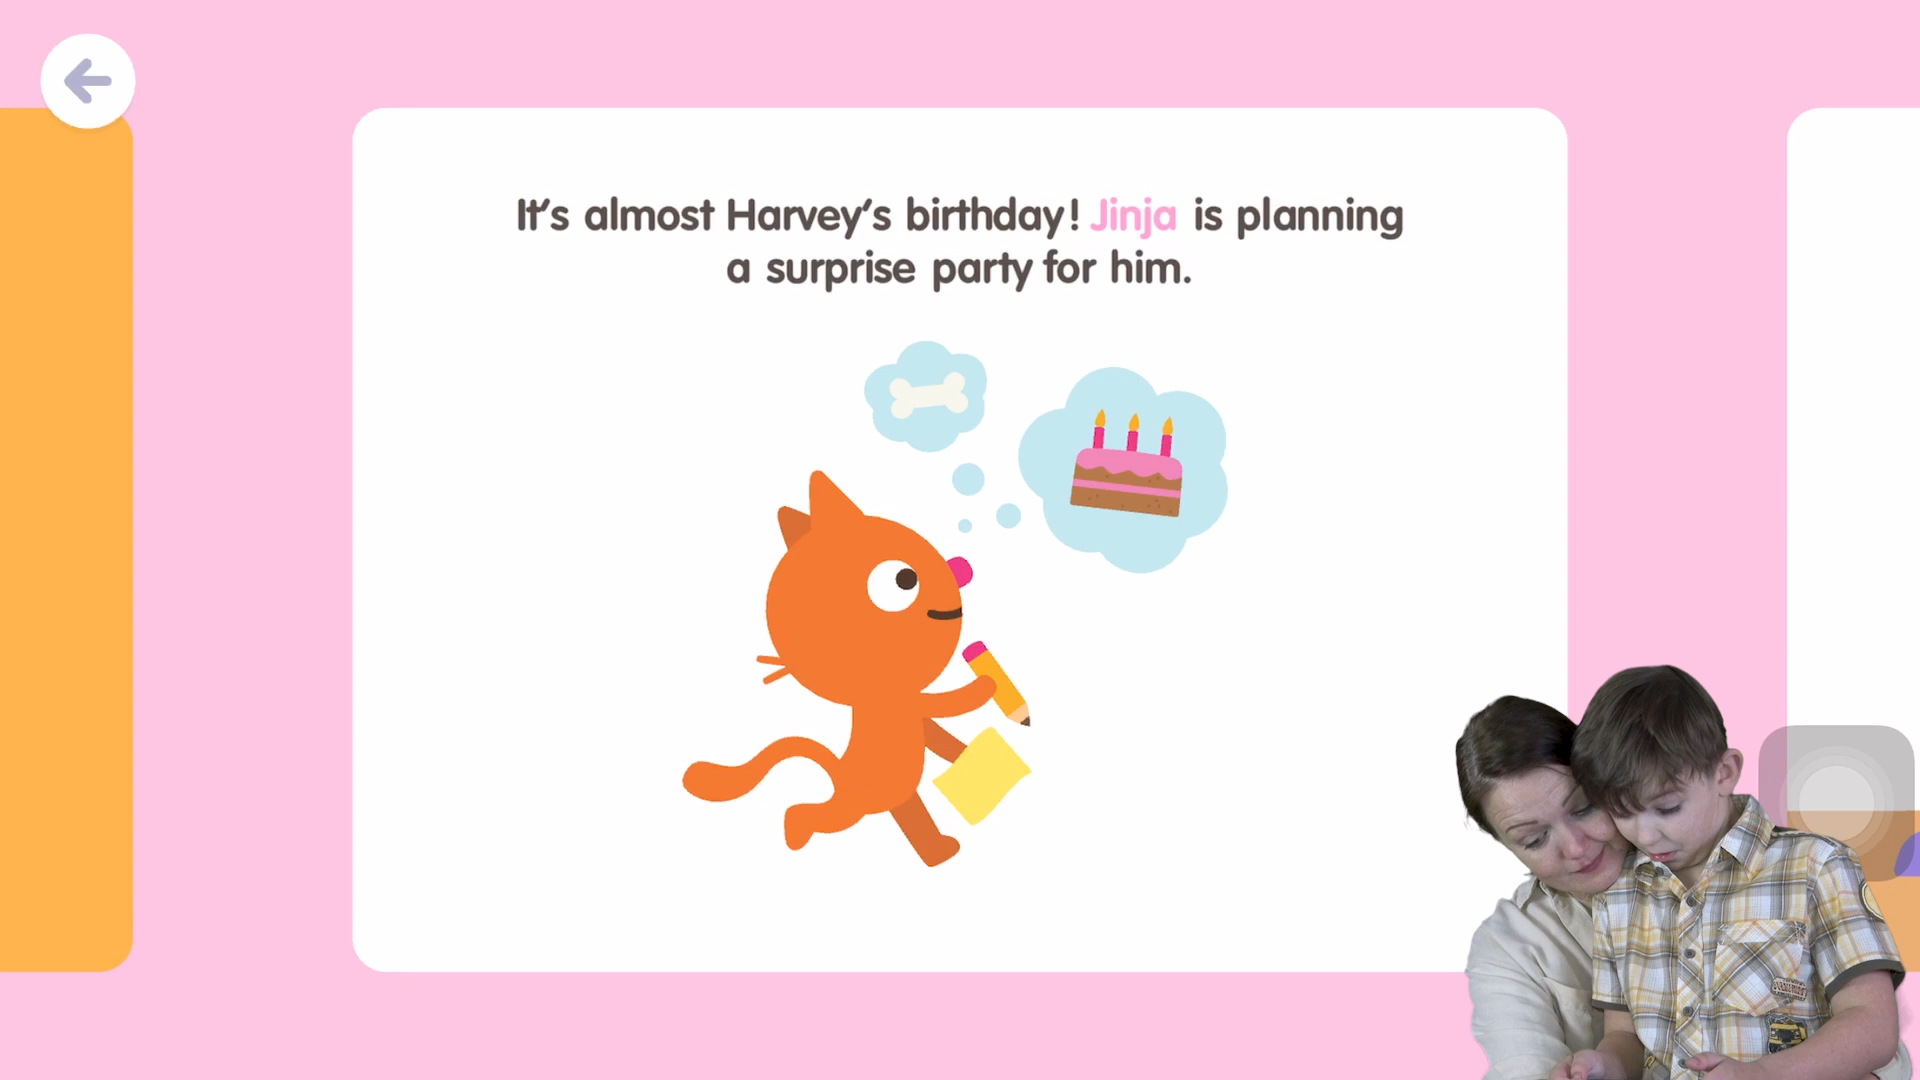 It's almost Harvey's birthday! Jinja is planning
a surprise party for him.